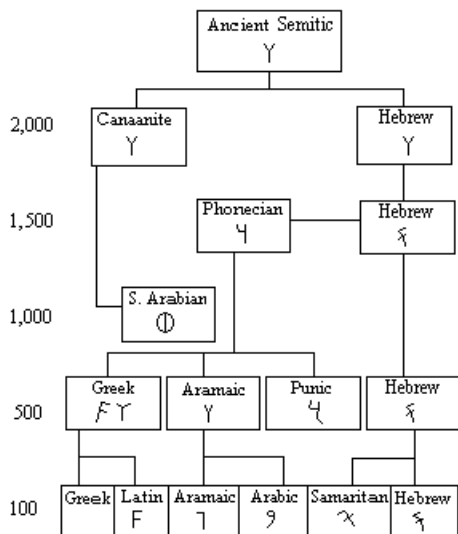 Ancient Semitic
Y
2,000
Canaanite
Y
Hebrew
Y
1,500
Phonecian
Hebrew
1,000
S. Arabian
500
Greek
Aramaic
Punic
Hebrew
100
Greek
Latin
F
Aramaic
Arabic
Samaritan
Hebrew